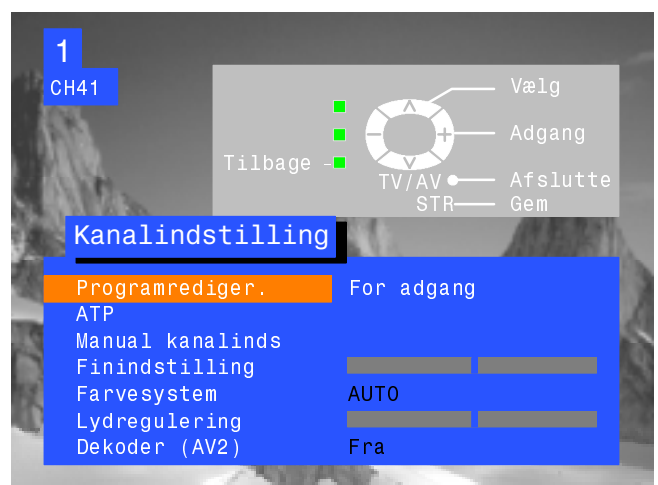 1
CH41
Vælg
Adgang
Tilbage
TV/AV Afslutte
STR Gem
Kanalindstilling
Programrediger. For adgang
ATP
Manual kanalinds
Finindstilling
Farvesystem AUTO
Lydregulering
Dekoder (AV2) Fra